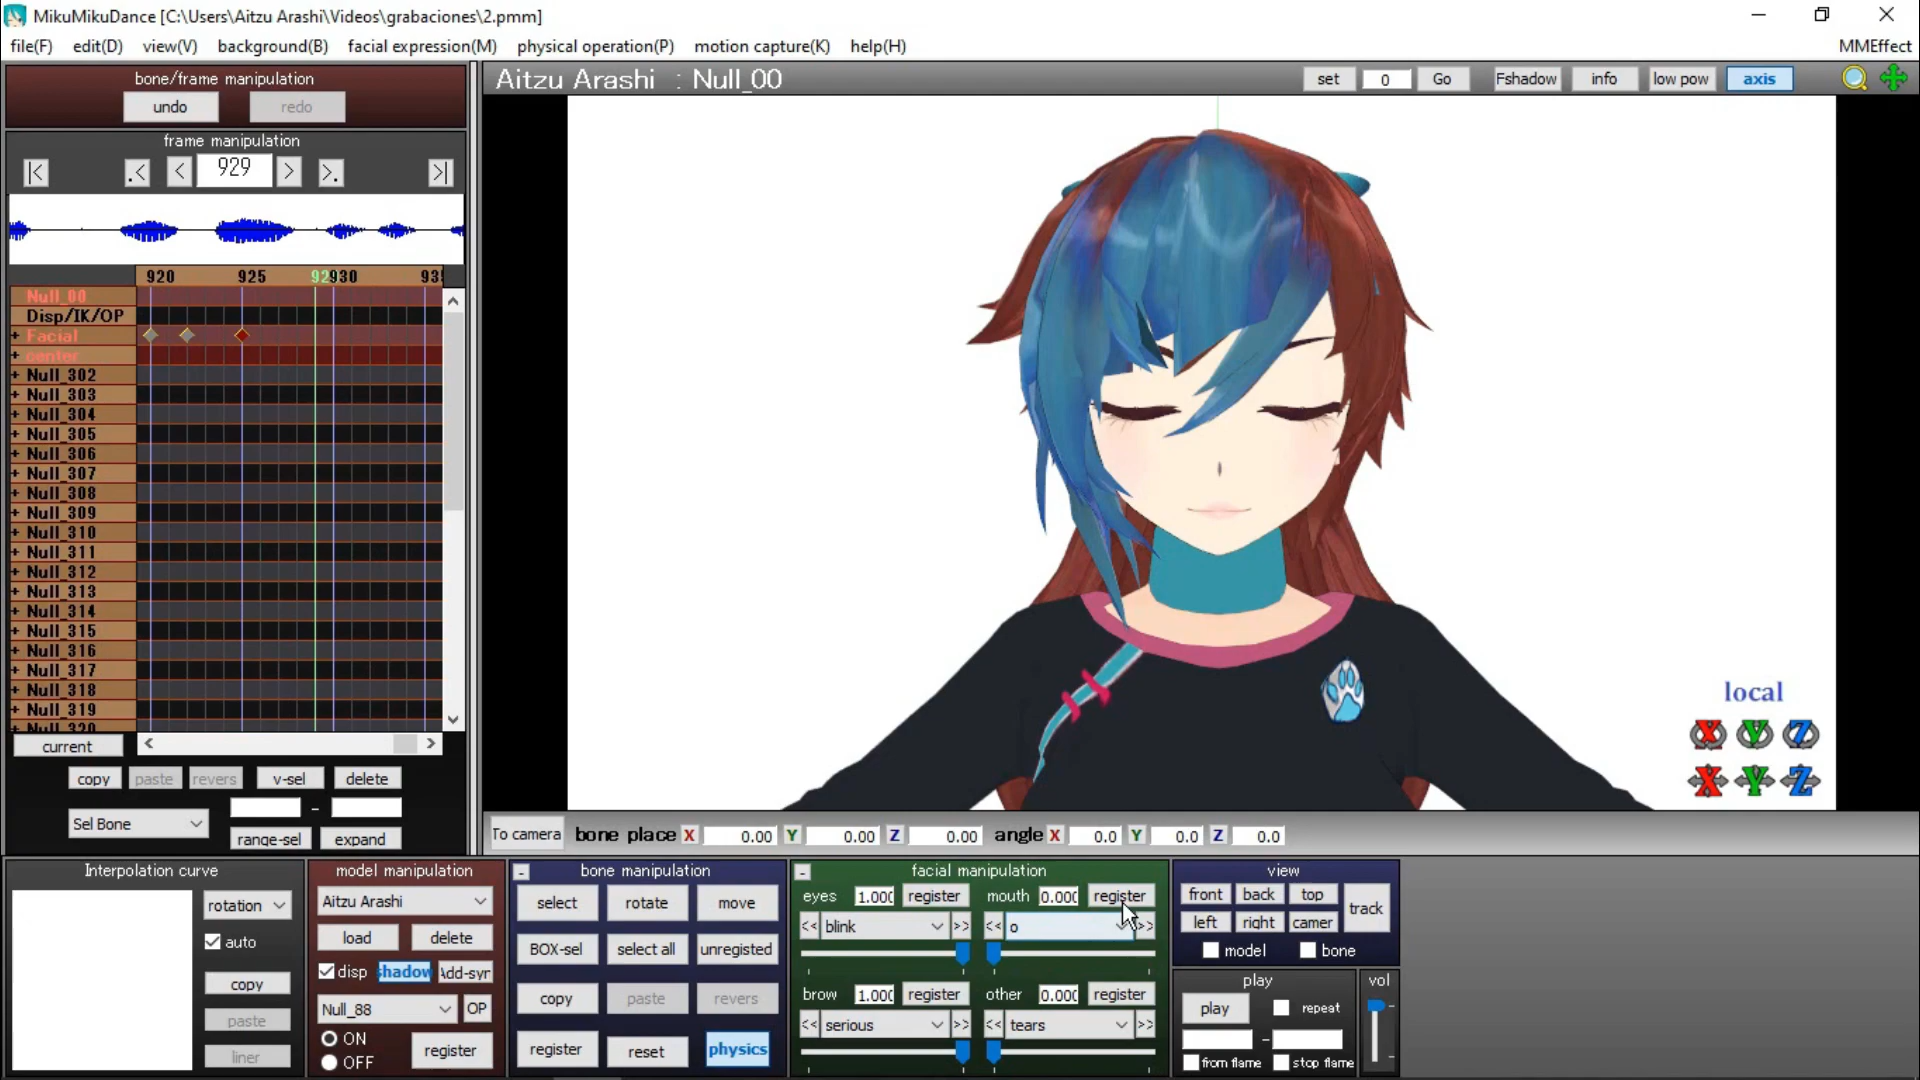 MikuMikuDance [C:\Users\Aitzu Arashi\Videos\grabaciones\2.pmm]
file(F) edit(D) view(V) background(B) facial expression(M) physical operation(P) motion capture(K) help(H) MMEffect
bone/frame manipulation
undo redo
frame manipulation
|< .< < 929 > >. >|
920 925 930
Null_00
Disp/IK/OP
+ Facial
+ center
+ Null_302
+ Null_303
+ Null_304
+ Null_305
+ Null_306
+ Null_307
+ Null_308
+ Null_309
+ Null_310
+ Null_311
+ Null_312
+ Null_313
+ Null_314
+ Null_315
+ Null_316
+ Null_317
+ Null_318
+ Null_319
Null_320
current
copy paste revers v-sel delete
Sel Bone -
range-sel expand
Aitzu Arashi : Null_00 set 0 Go Fshadow info low pow axis
local
X Y Z
X Y Z
To camera bone place X 0.00 Y 0.00 Z 0.00 angle X 0.0 Y 0.0 Z 0.0
Interpolation curve
rotation
auto
copy
paste
liner
model manipulation
Aitzu Arashi
load delete
disp shadow Add-syn
Null_88 OP
ON
OFF
register
- bone manipulation
select rotate move
BOX-sel select all unregisted
copy paste revers
register reset physics
- facial manipulation
eyes 1.000 register mouth 0.000 register
<< blink >> << o >>
brow 1.000 register other 0.000 register
<< serious >> << tears >>
view
front back top
left right camer track
model bone
play
play repeat
-
from flame stop flame
vol